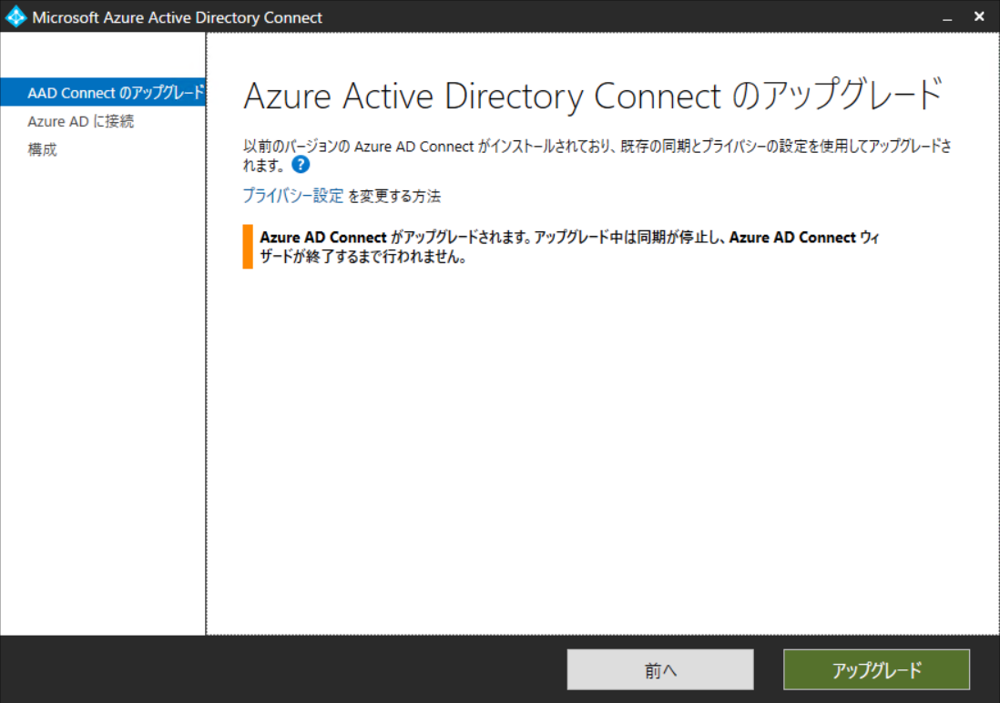 Microsoft Azure Active Directory Connect
AAD Connect のアップグレード
Azure AD に接続
構成
Azure Active Directory Connect のアップグレード
以前のバージョンの Azure AD Connect がインストールされており、既存の同期とプライバシーの設定を使用してアップグレードさ
れます。 ?
プライバシー設定 を変更する方法
Azure AD Connect がアップグレードされます。アップグレード中は同期が停止し、Azure AD Connect ウィ
ザードが終了するまで行われません。
前へ
アップグレード